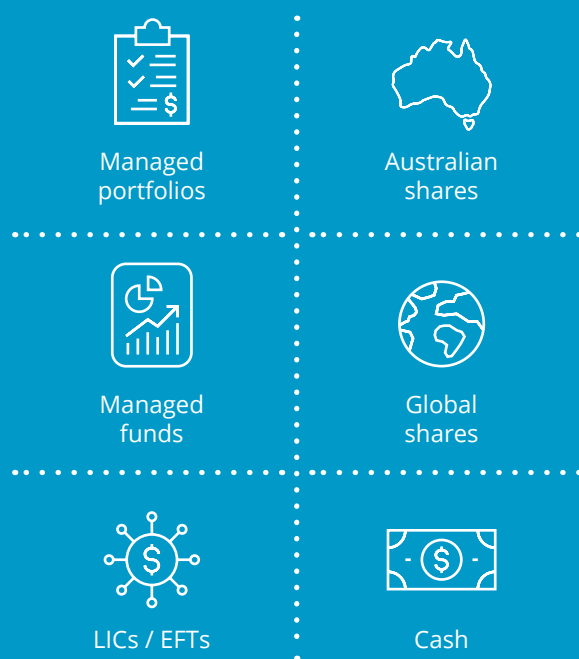 Managed
portfolios
Australian
shares
Managed
funds
Global
shares
LICs / EFTs
Cash